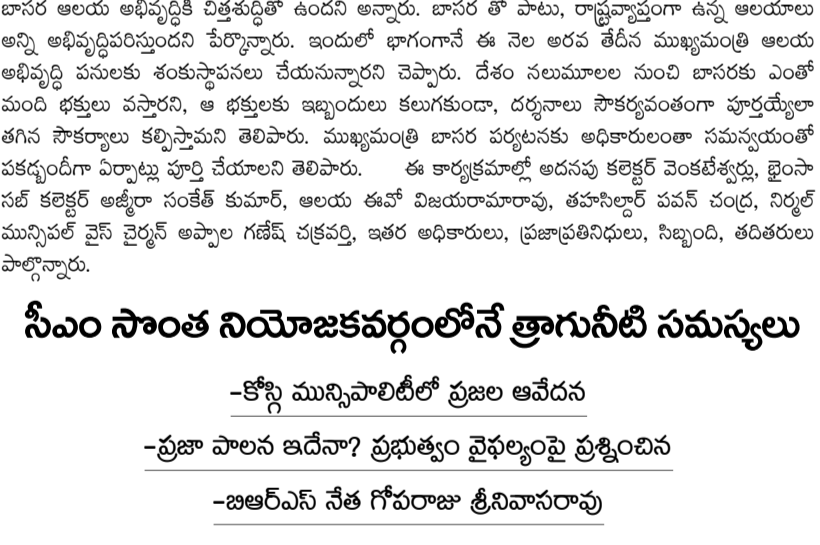 బాసర ఆలయ అభివృద్ధికి చిత్తశుద్ధితో ఉందని అన్నారు. బాసర తో పాటు, రాష్ట్రవ్యాప్తంగా ఉన్న ఆలయాలు
అన్ని అభివృద్ధిపరిస్తుందని పేర్కొన్నారు. ఇందులో భాగంగానే ఈ నెల అరవ తేదీన ముఖ్యమంత్రి ఆలయ
అభివృద్ధి పనులకు శంకుస్థాపనలు చేయనున్నారని చెప్పారు. దేశం నలుమూలల నుంచి బాసరకు ఎంతో
మంది భక్తులు వస్తారని, ఆ భక్తులకు ఇబ్బందులు కలుగకుండా, దర్శనాలు సౌకర్యవంతంగా పూర్తయ్యేలా
తగిన సౌకర్యాలు కల్పిస్తామని తెలిపారు. ముఖ్యమంత్రి బాసర పర్యటనకు అధికారులంతా సమన్వయంతో
పకడ్బందీగా ఏర్పాట్లు పూర్తి చేయాలని తెలిపారు. ఈ కార్యక్రమాల్లో అదనపు కలెక్టర్ వెంకటేశ్వర్లు, భైంసా
సబ్ కలెక్టర్ అజ్మీరా సంకేత్ కుమార్, ఆలయ ఈవో విజయరామారావు, తహసిల్దార్ పవన్ చంద్ర, నిర్మల్
మున్సిపల్ వైస్ చైర్మన్ అప్పాల గణేష్ చక్రవర్తి, ఇతర అధికారులు, ప్రజాప్రతినిధులు, సిబ్బంది, తదితరులు
పాల్గొన్నారు.
సీఎం సొంత నియోజకవర్గంలోనే త్రాగునీటి సమస్యలు
-కోస్గి మున్సిపాలిటీలో ప్రజల ఆవేదన
-ప్రజా పాలన ఇదేనా? ప్రభుత్వం వైఫల్యంపై ప్రశ్నించిన
-బిఆర్ఎస్ నేత గోపరాజు శ్రీనివాసరావు